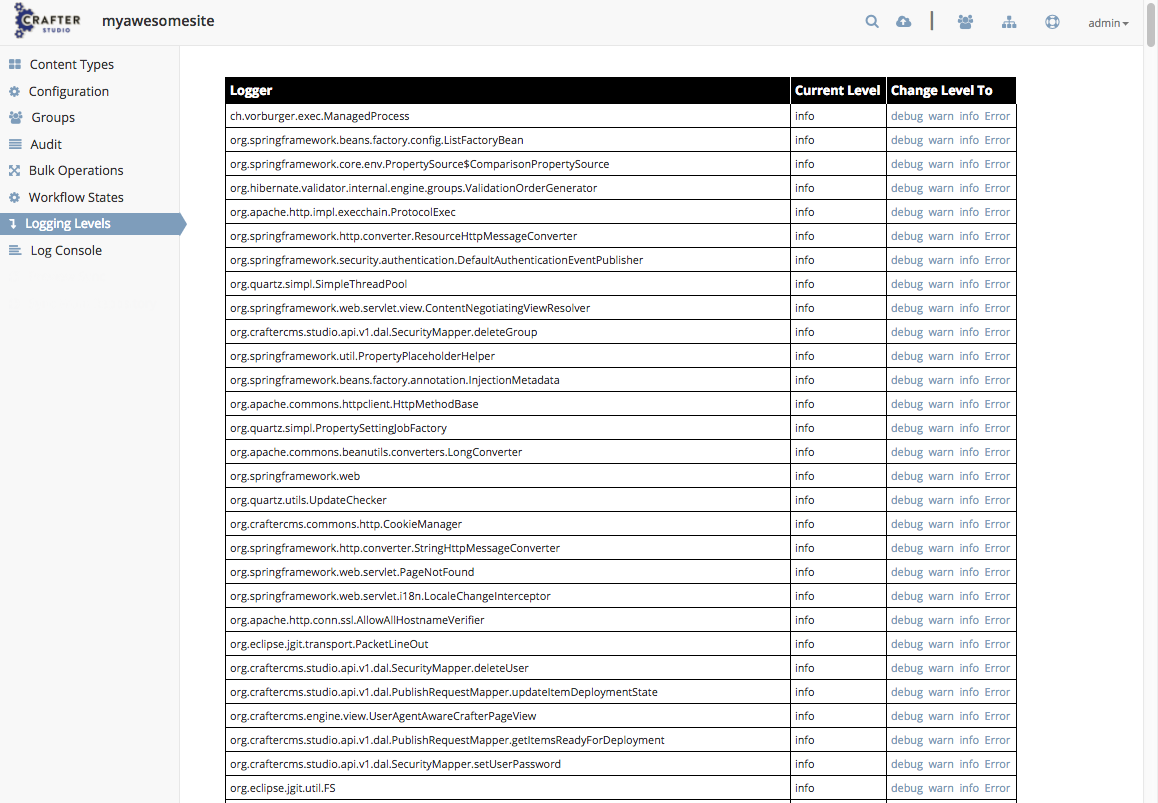 CRAFTER STUDIO myawesomesite admin
Content Types
Configuration
Groups
Audit
Bulk Operations
Workflow States
Logging Levels
Log Console
Logger Current Level Change Level To
ch.vorburger.exec.ManagedProcess info debug warn info Error
org.springframework.beans.factory.config.ListFactoryBean info debug warn info Error
org.springframework.core.env.PropertySource$ComparisonPropertySource info debug warn info Error
org.hibernate.validator.internal.engine.groups.ValidationOrderGenerator info debug warn info Error
org.apache.http.impl.execchain.ProtocolExec info debug warn info Error
org.springframework.http.converter.ResourceHttpMessageConverter info debug warn info Error
org.springframework.security.authentication.DefaultAuthenticationEventPublisher info debug warn info Error
org.quartz.simpl.SimpleThreadPool info debug warn info Error
org.springframework.web.servlet.view.ContentNegotiatingViewResolver info debug warn info Error
org.craftercms.studio.api.v1.dal.SecurityMapper.deleteGroup info debug warn info Error
org.springframework.util.PropertyPlaceholderHelper info debug warn info Error
org.springframework.beans.factory.annotation.InjectionMetadata info debug warn info Error
org.apache.commons.httpclient.HttpMethodBase info debug warn info Error
org.quartz.simpl.PropertySettingJobFactory info debug warn info Error
org.apache.commons.beanutils.converters.LongConverter info debug warn info Error
org.springframework.web info debug warn info Error
org.quartz.utils.UpdateChecker info debug warn info Error
org.craftercms.commons.http.CookieManager info debug warn info Error
org.springframework.http.converter.StringHttpMessageConverter info debug warn info Error
org.springframework.web.servlet.PageNotFound info debug warn info Error
org.springframework.web.servlet.i18n.LocaleChangeInterceptor info debug warn info Error
org.apache.http.conn.ssl.AllowAllHostnameVerifier info debug warn info Error
org.eclipse.jgit.transport.PacketLineOut info debug warn info Error
org.craftercms.studio.api.v1.dal.SecurityMapper.deleteUser info debug warn info Error
org.craftercms.studio.api.v1.dal.PublishRequestMapper.updateItemDeploymentState info debug warn info Error
org.craftercms.engine.view.UserAgentAwareCrafterPageView info debug warn info Error
org.craftercms.studio.api.v1.dal.PublishRequestMapper.getItemsReadyForDeployment info debug warn info Error
org.craftercms.studio.api.v1.dal.SecurityMapper.setUserPassword info debug warn info Error
org.eclipse.jgit.util.FS info debug warn info Error